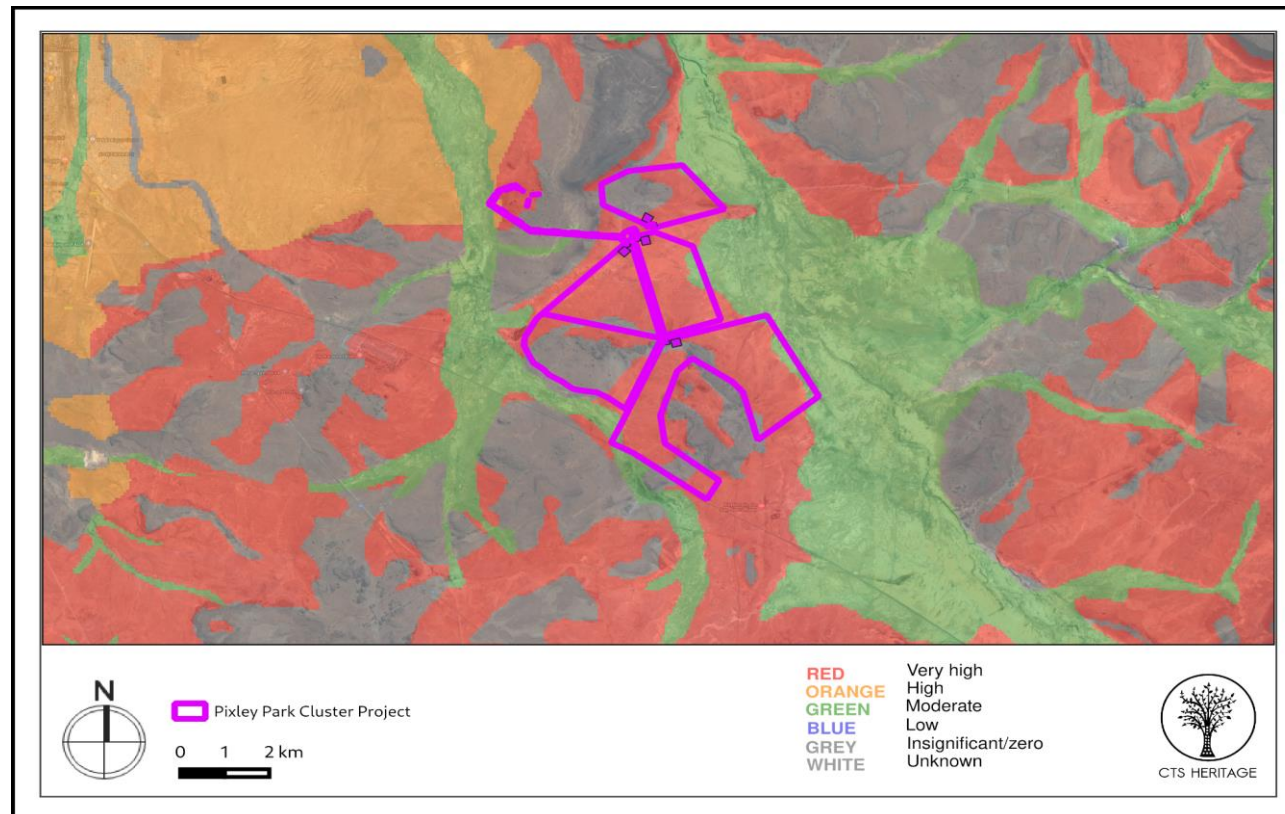 N
Pixley Park Cluster Project
0 1 2 km
RED Very high
ORANGE High
GREEN Moderate
BLUE Low
GREY Insignificant/zero
WHITE Unknown
CTS HERITAGE